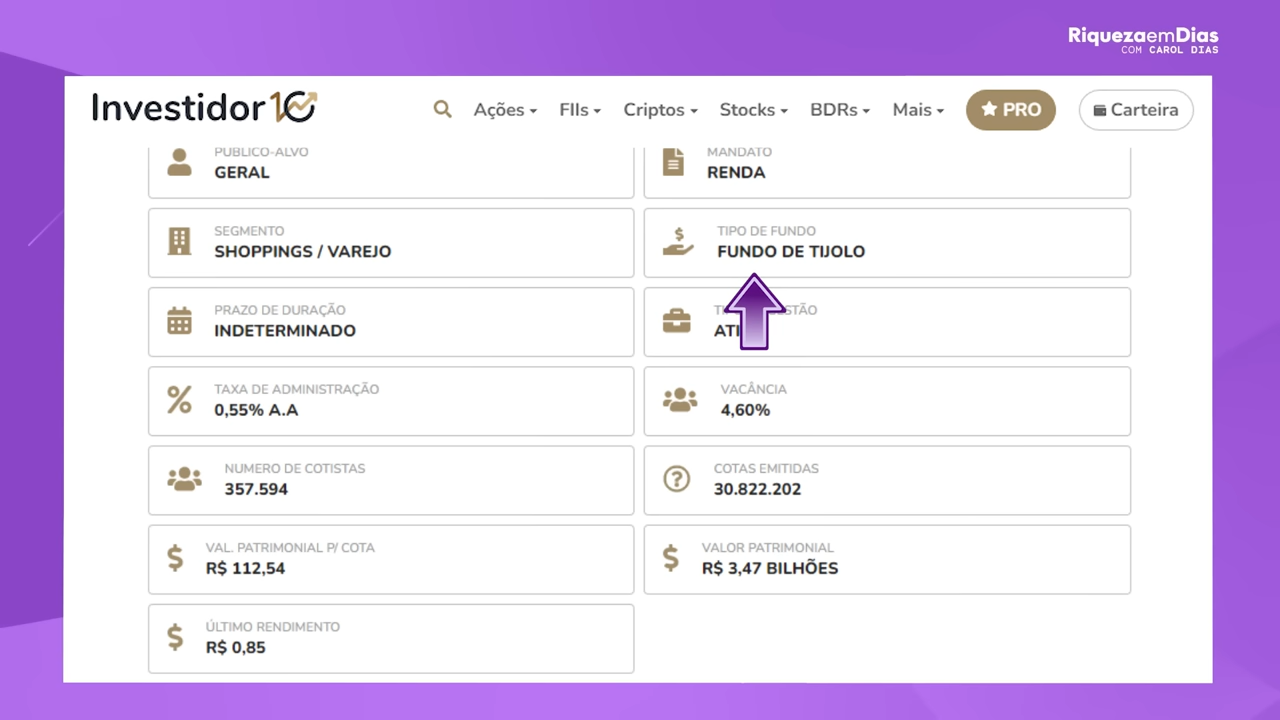 RiquezaemDias
COM CAROL DIAS
Investidor10
Ações
FIIs
Criptos
Stocks
BDRs
Mais
PRO
Carteira
PÚBLICO-ALVO
GERAL
MANDATO
RENDA
SEGMENTO
SHOPPINGS / VAREJO
TIPO DE FUNDO
FUNDO DE TIJOLO
PRAZO DE DURAÇÃO
INDETERMINADO
TAXA DE ADMINISTRAÇÃO
0,55% A.A
VACÂNCIA
4,60%
NUMERO DE COTISTAS
357.594
COTAS EMITIDAS
30.822.202
VAL. PATRIMONIAL P/ COTA
R$ 112,54
VALOR PATRIMONIAL
R$ 3,47 BILHÕES
ÚLTIMO RENDIMENTO
R$ 0,85